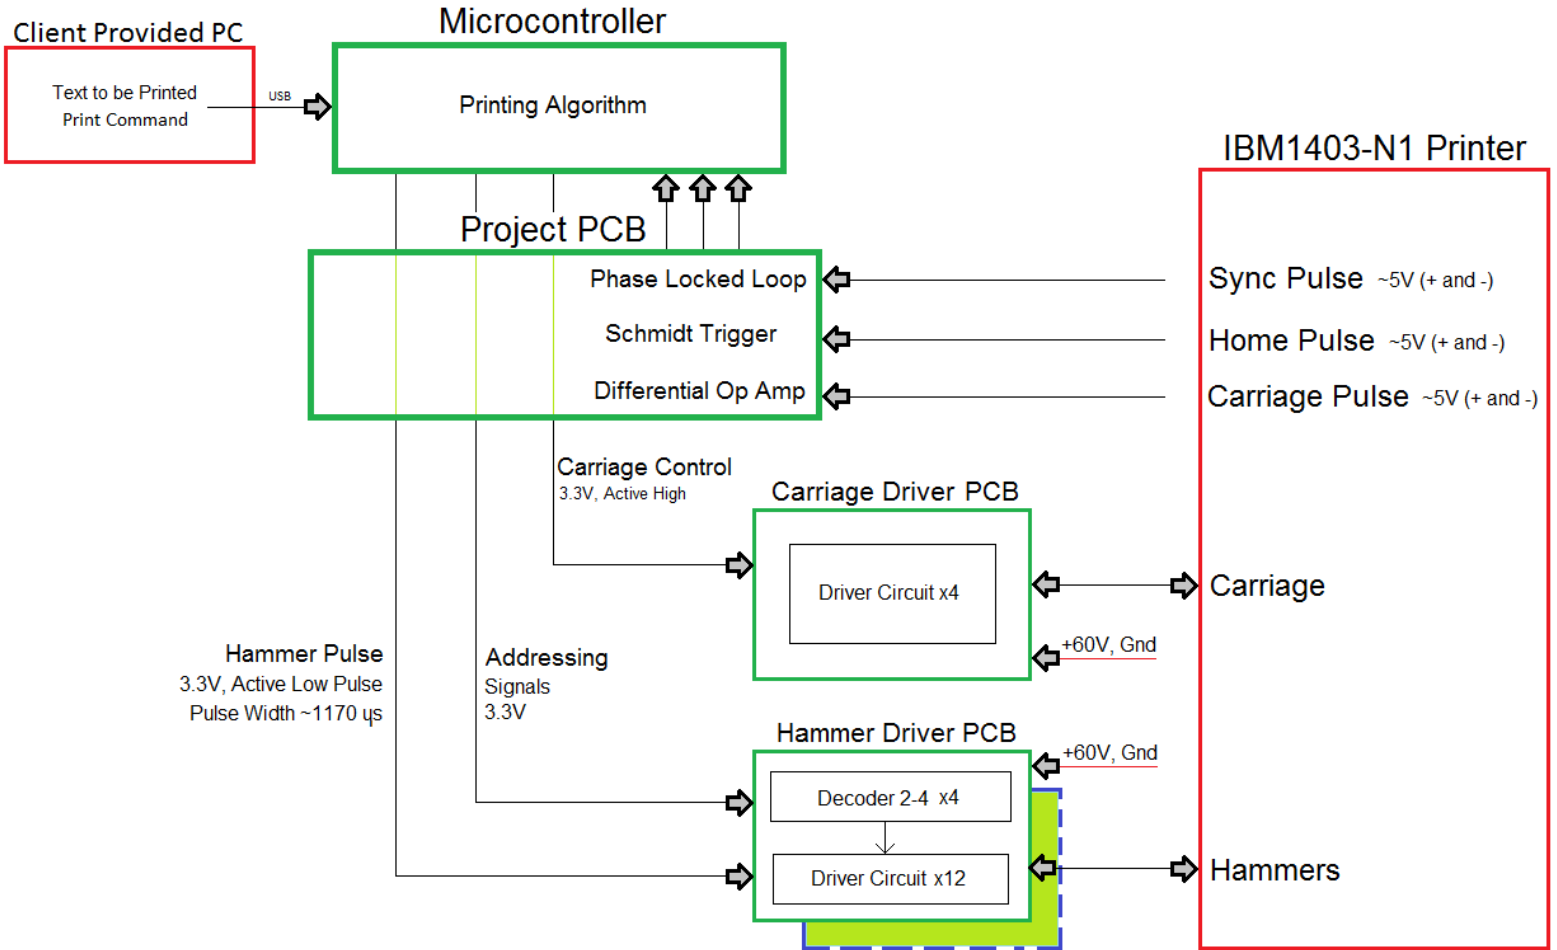 Microcontroller
Client Provided PC
Text to be Printed
Print Command
USB
Printing Algorithm
IBM1403-N1 Printer
Project PCB
Phase Locked Loop
Schmidt Trigger
Differential Op Amp
Sync Pulse ~5V (+ and -)
Home Pulse ~5V (+ and -)
Carriage Pulse ~5V (+ and -)
Carriage Control
3.3V, Active High
Carriage Driver PCB
Driver Circuit x4
Carriage
+60V, Gnd
Hammer Pulse
3.3V, Active Low Pulse
Pulse Width ~1170 ųs
Addressing
Signals
3.3V
Hammer Driver PCB
+60V, Gnd
Decoder 2-4 x4
Driver Circuit x12
Hammers